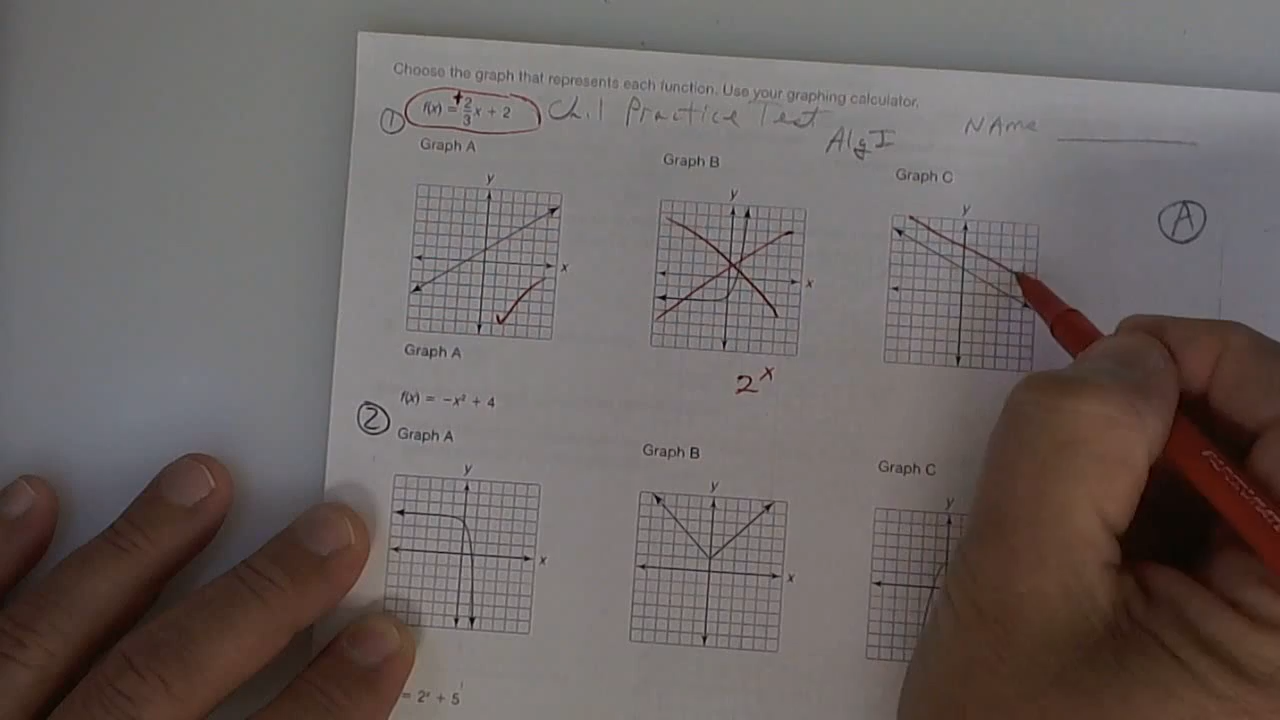 Choose the graph that represents each function. Use your graphing calculator.
① f(x) = +2/3x + 2 Ch.1 Practice Test
Alg I
NAme
Graph A Graph B Graph C
y y y
A
x x
2^x
Graph A
② f(x) = −x² + 4
Graph A Graph B Graph C
y y y
x x
= 2ˣ + 5